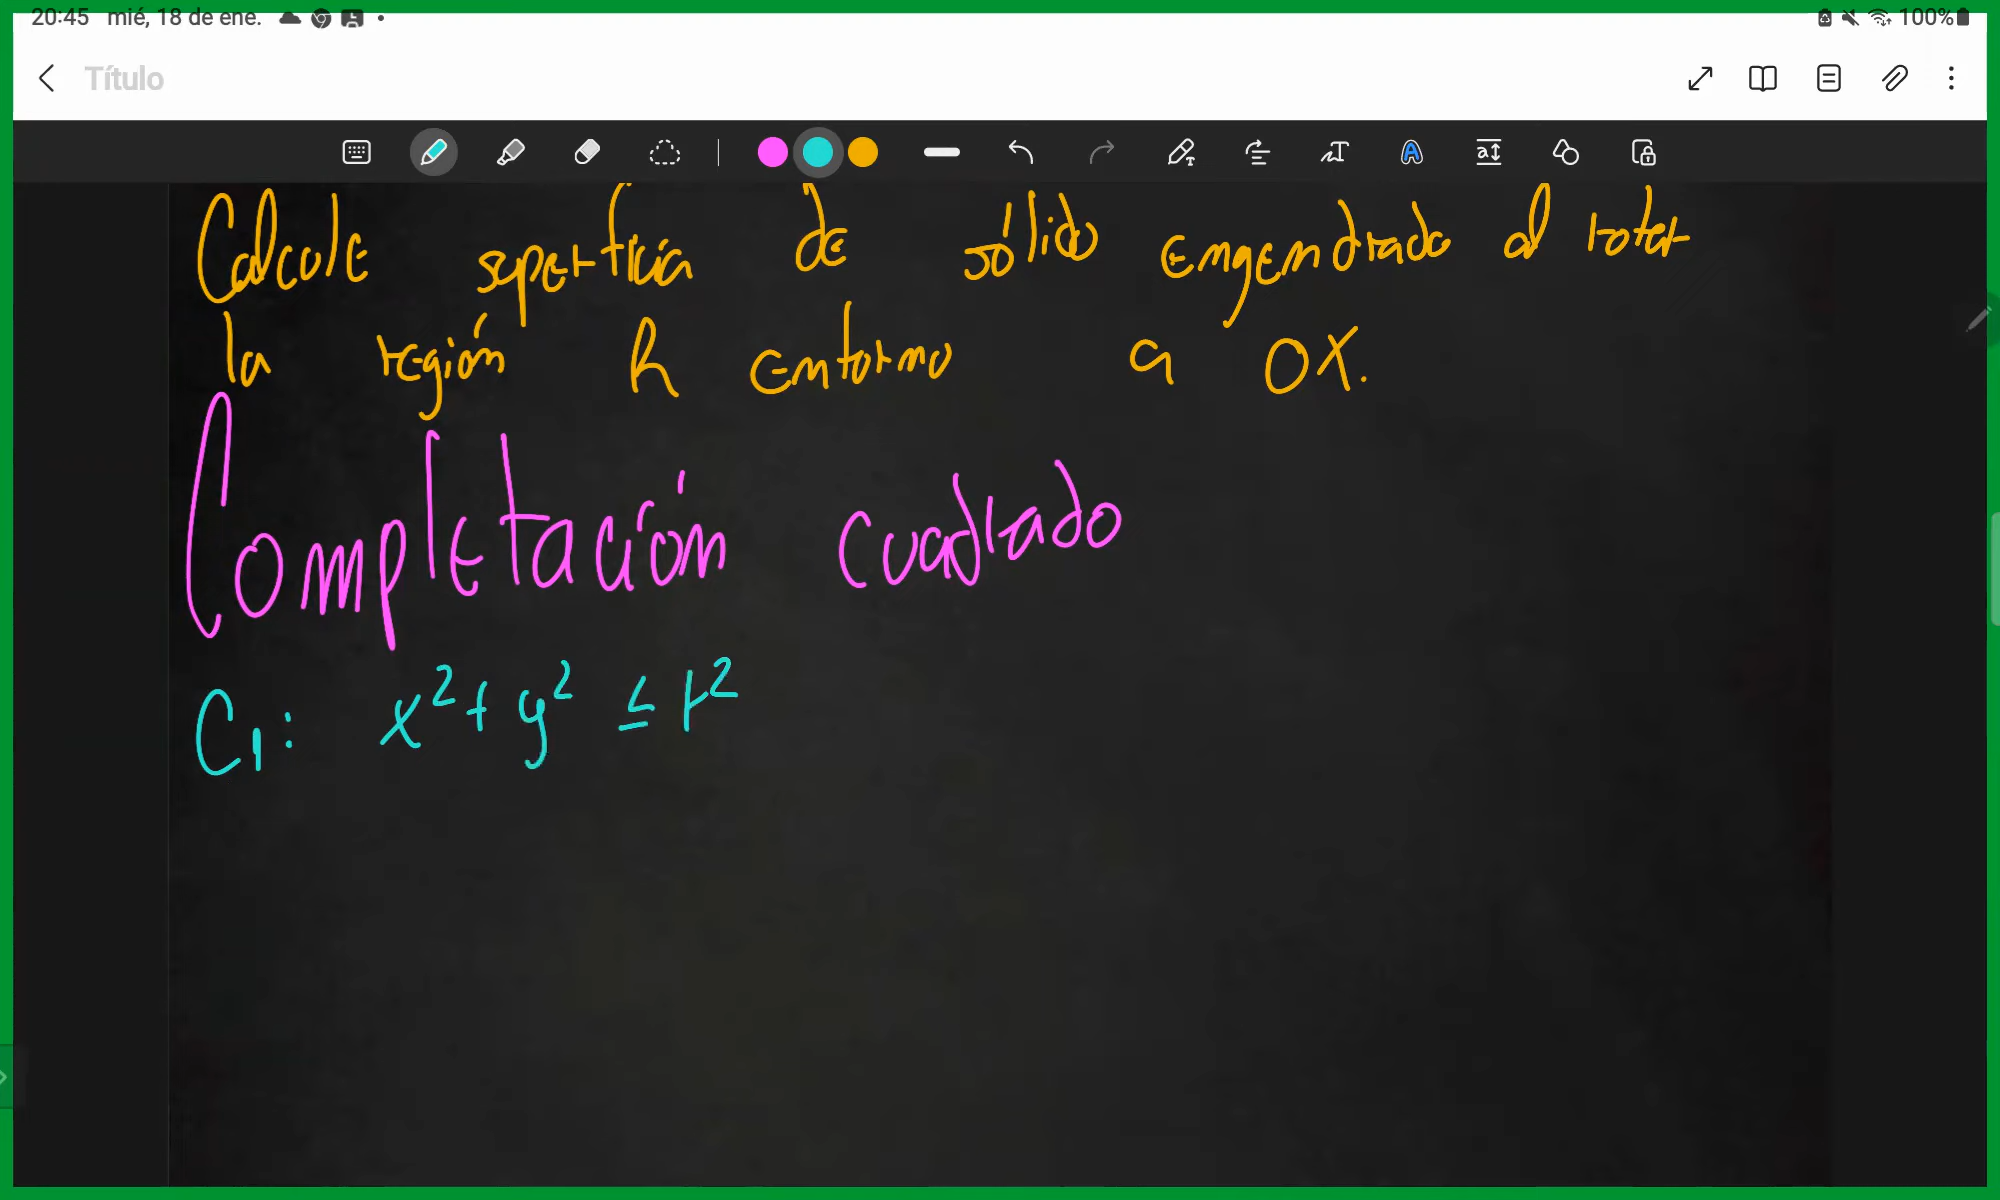 20:45 mié, 18 de ene. 100%
Título
Calcule superficia de sólido engendrado al rotar
la región R entorno a OX.
Completación cuadrado
C₁: x² + y² ≤ r²